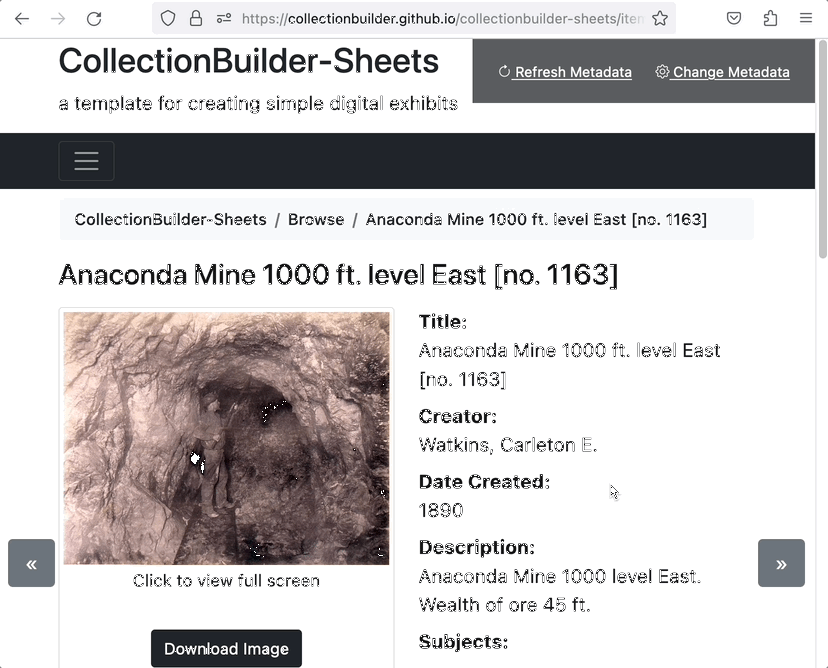 https://collectionbuilder.github.io/collectionbuilder-sheets/iten
CollectionBuilder-Sheets
Refresh Metadata
Change Metadata
a template for creating simple digital exhibits
CollectionBuilder-Sheets / Browse / Anaconda Mine 1000 ft. level East [no. 1163]
Anaconda Mine 1000 ft. level East [no. 1163]
Title:
Anaconda Mine 1000 ft. level East
[no. 1163]
Creator:
Watkins, Carleton E.
Date Created:
1890
Description:
Anaconda Mine 1000 level East.
Wealth of ore 45 ft.
Subjects:
«
»
Click to view full screen
Download Image